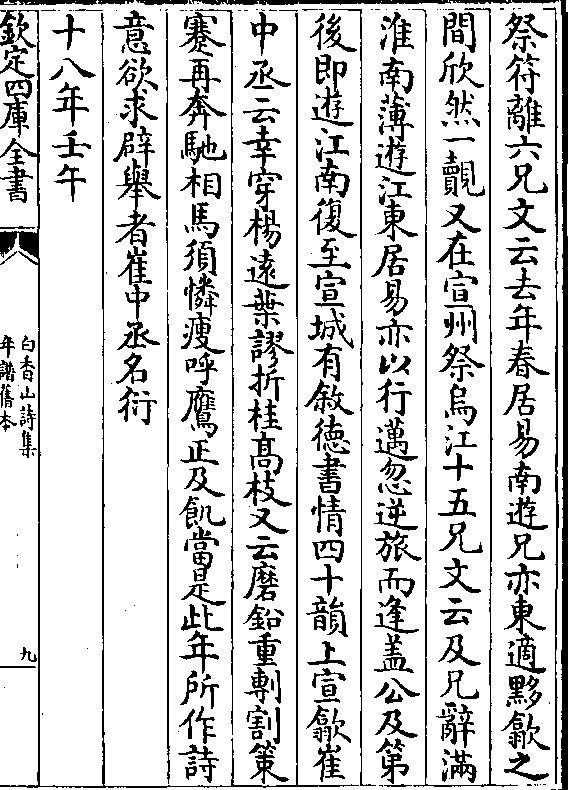 祭符離六兄文云去年春居易南遊兄亦東適黟歙之
間欣然一覿又在宣州祭烏江十五兄文云及兄辭滿
淮南薄遊江東居易亦以行邁忽逆旅而逢盖公及第
後即遊江南復至宣城有敘徳書情四十韻上宣歙崔
中丞云幸穿楊遠葉謬折桂髙枝又云磨鉛重剸割䇿
蹇再奔馳相馬須憐瘦呼鷹正及飢當是此年所作詩
意欲求辟舉者崔中丞名衍
十八年壬午
欽定四庫全書
白香山詩集
年譜舊本
九